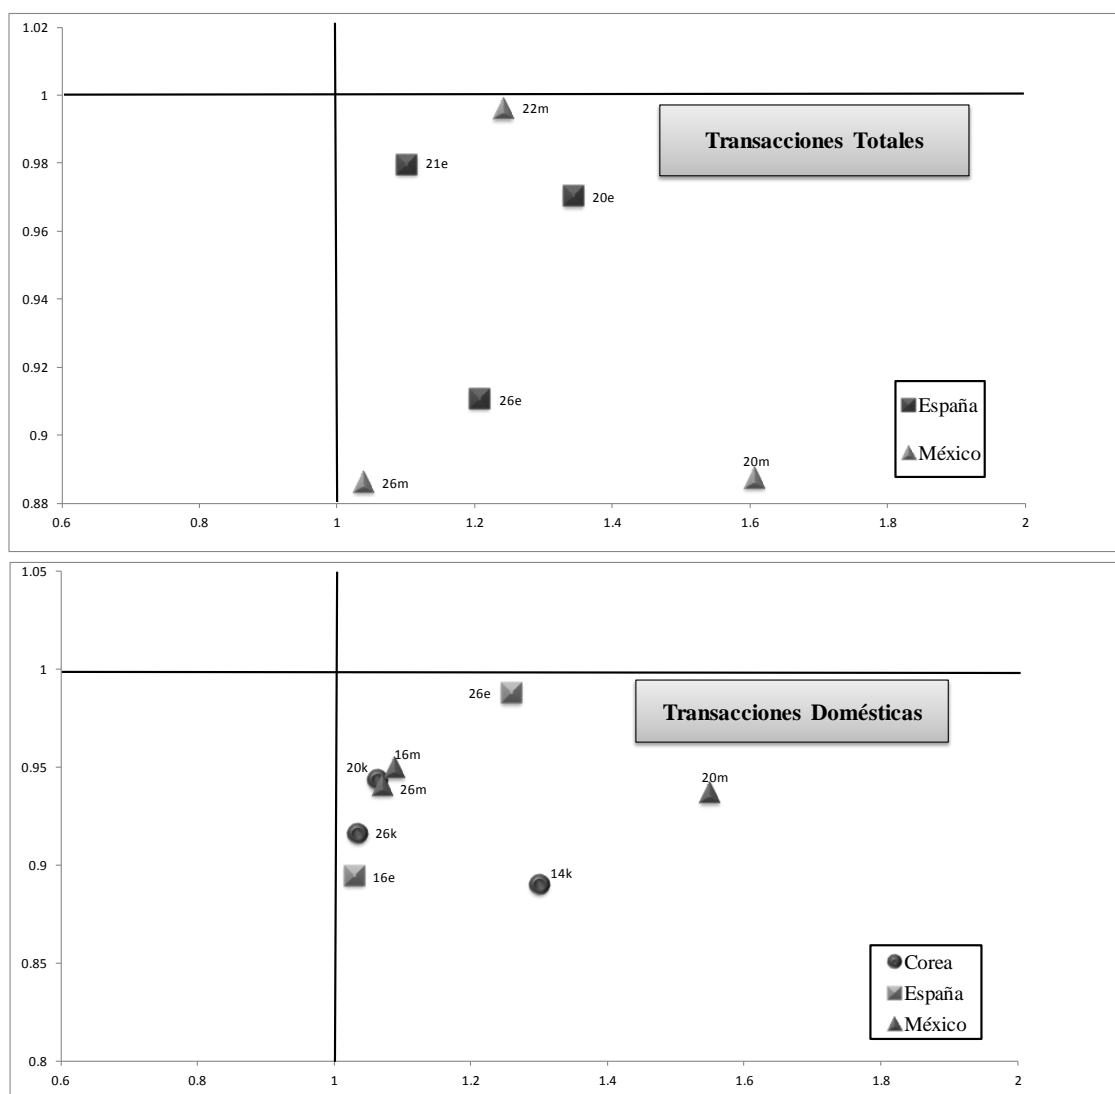 1.02
1
22m
Transacciones Totales
0.98
21e
20e
0.96
0.94
0.92
26e
España
0.9
México
20m
26m
0.88
0.6
0.8
1
1.2
1.4
1.6
1.8
2
1.05
1
26e
Transacciones Domésticas
16m
0.95
20k
20m
26m
26k
0.9
14k
16e
Corea
0.85
España
México
0.8
0.6
0.8
1
1.2
1.4
1.6
1.8
2